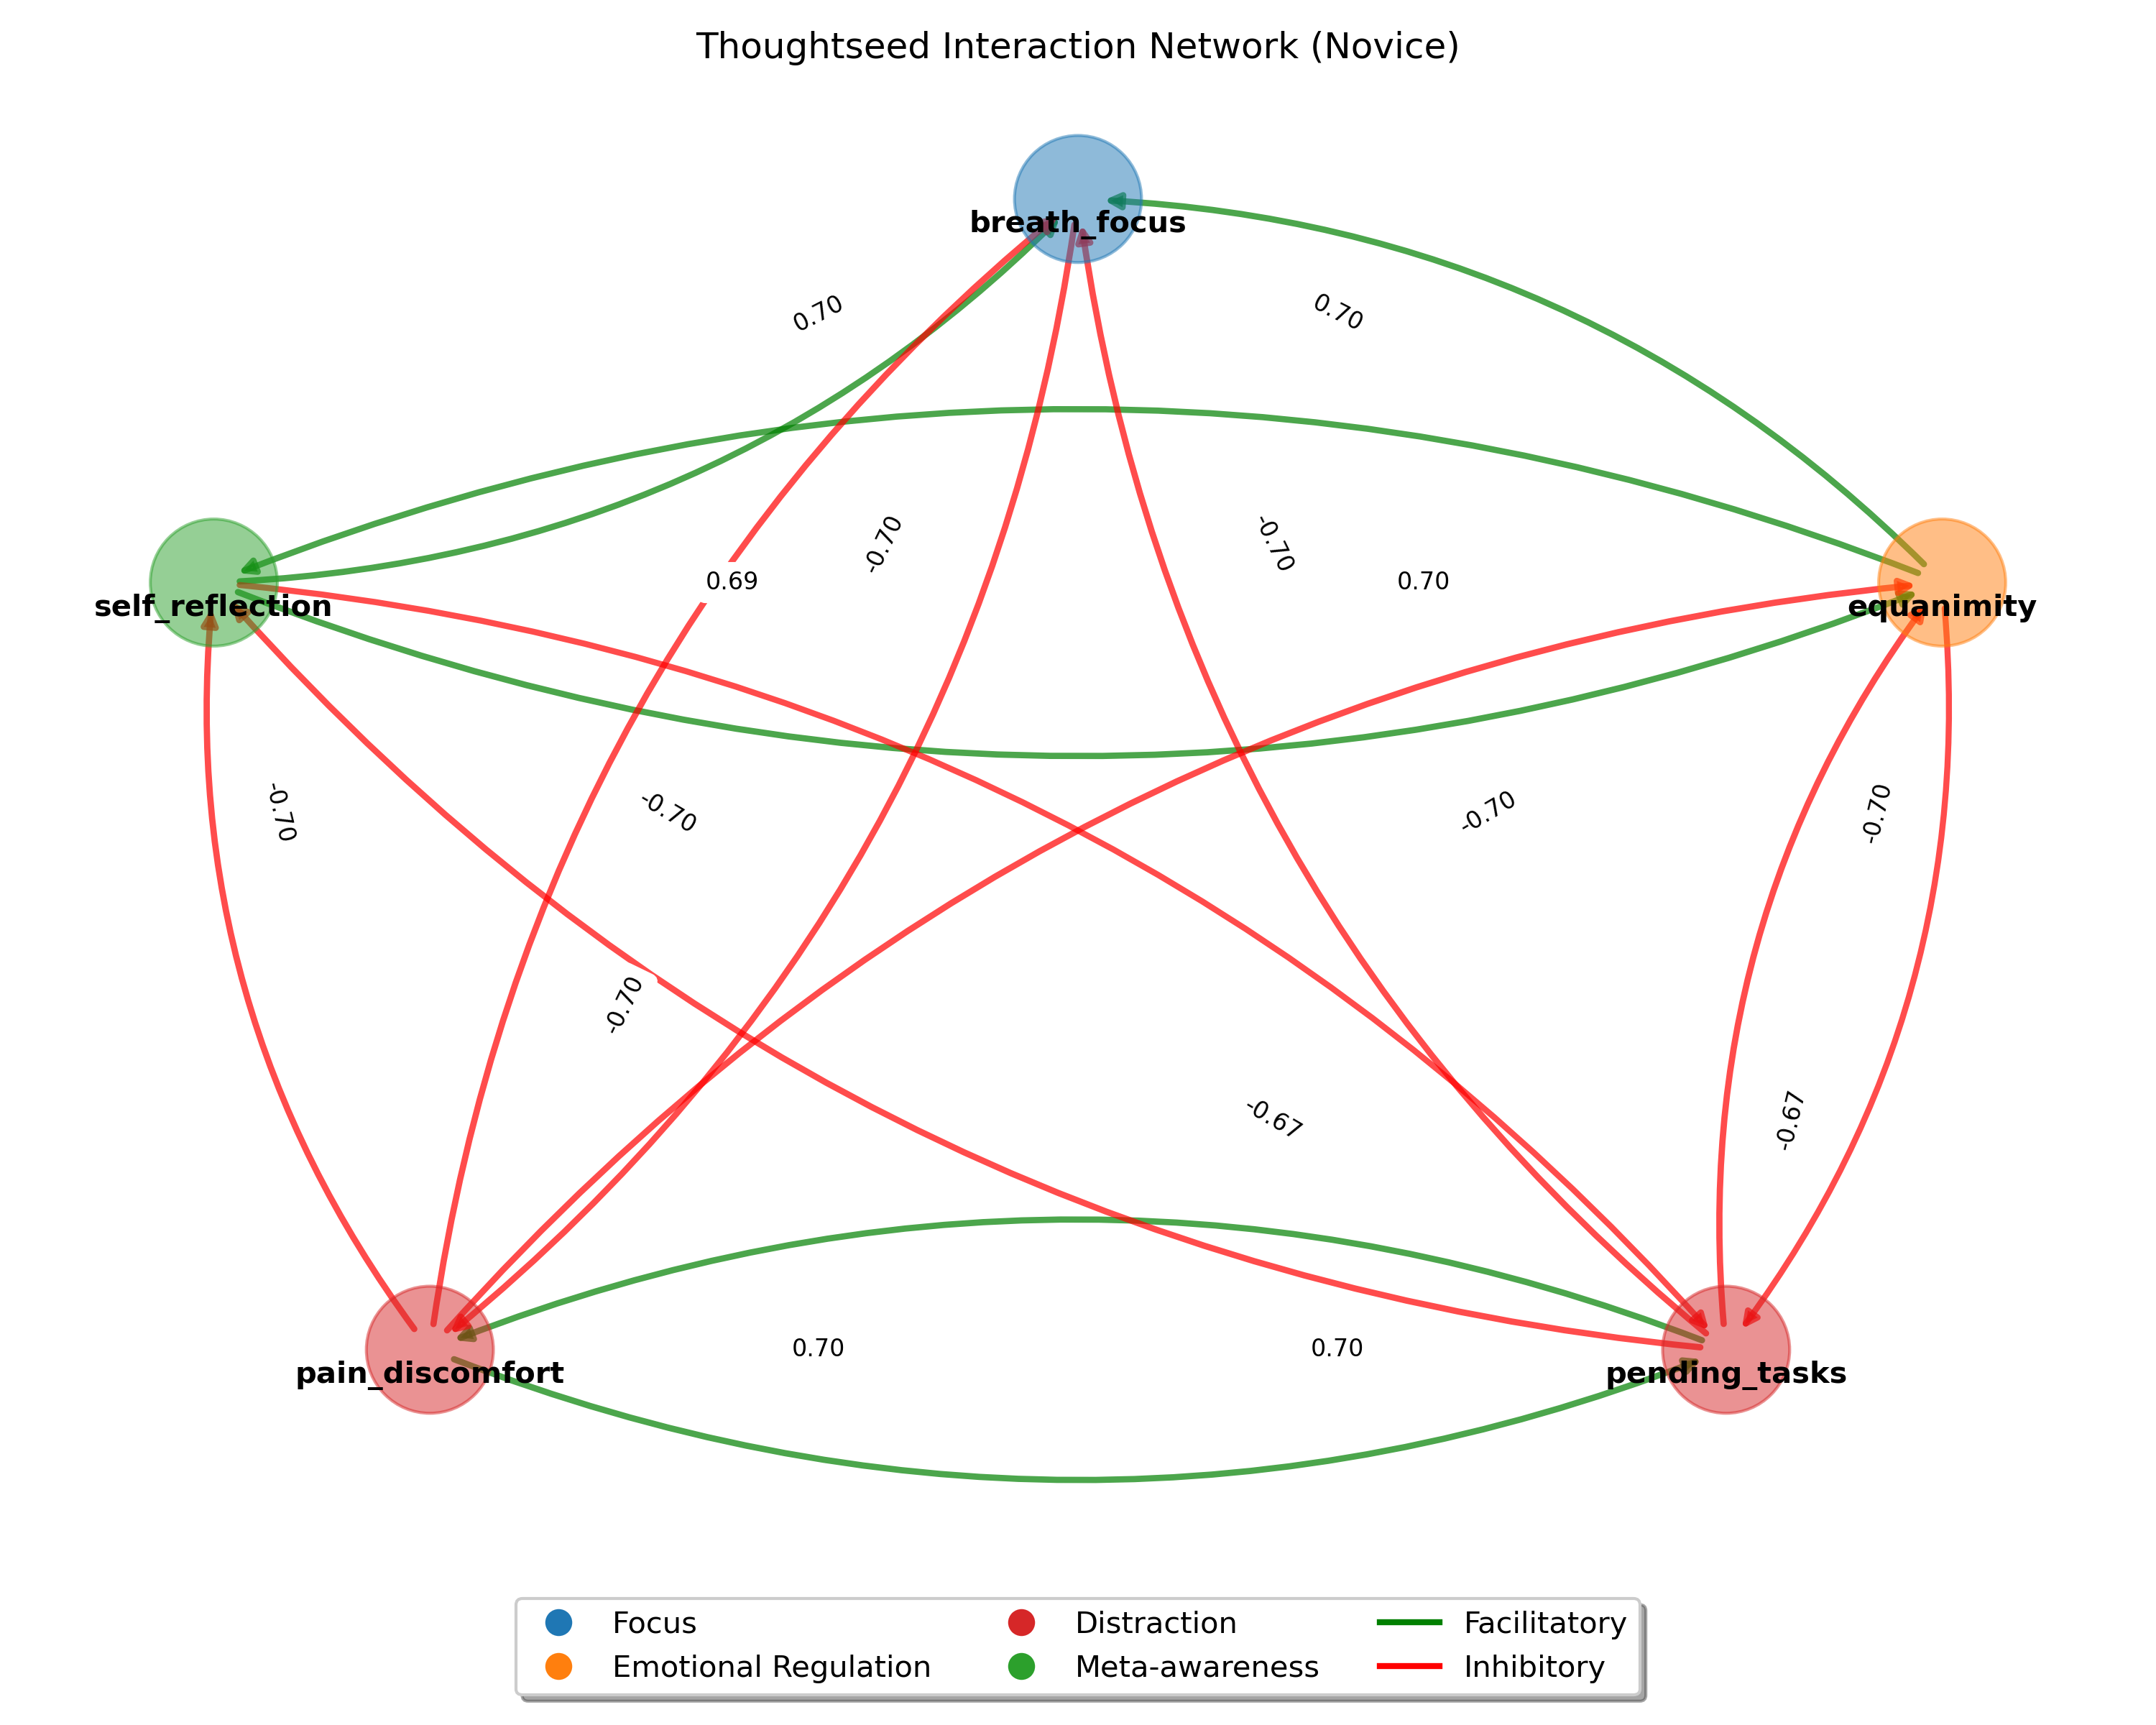 Thoughtseed Interaction Network (Novice)
breath_focus
0.70
0.70
-0.70
-0.70
0.69
0.70
self_reflection
equanimity
-0.70
-0.70
-0.70
-0.70
-0.70
-0.67
-0.67
0.70
0.70
pain_discomfort
pending_tasks
Focus
Emotional Regulation
Distraction
Meta-awareness
Facilitatory
Inhibitory